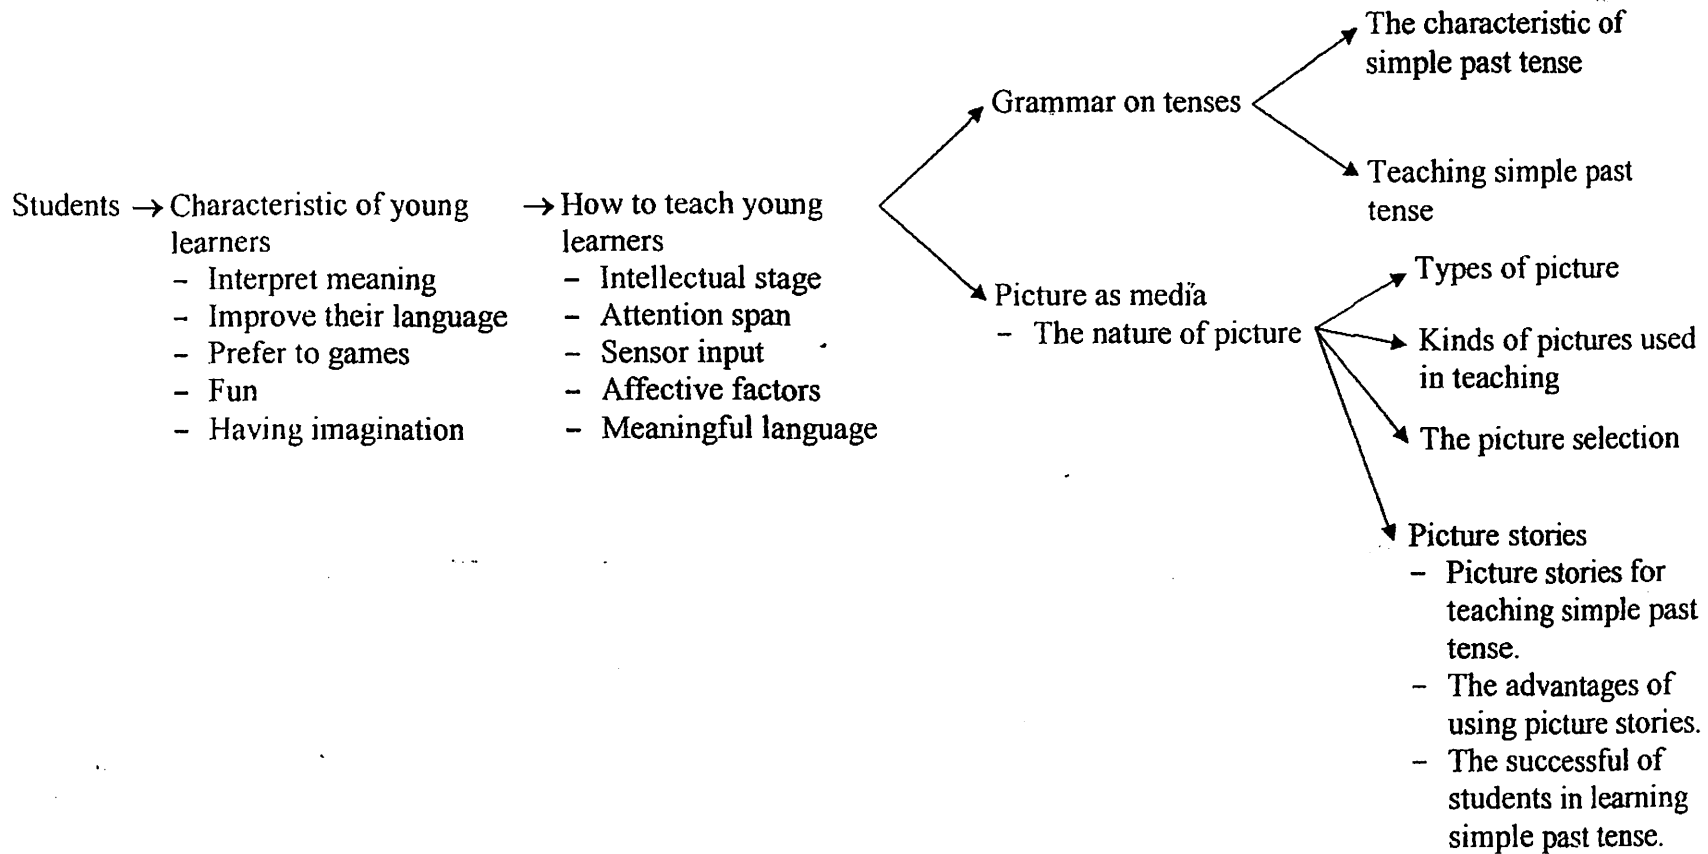 Students → Characteristic of young
learners
– Interpret meaning
– Improve their language
– Prefer to games
– Fun
– Having imagination
→ How to teach young
learners
– Intellectual stage
– Attention span
– Sensor input
– Affective factors
– Meaningful language
Grammar on tenses
The characteristic of
simple past tense
Teaching simple past
tense
Picture as media
– The nature of picture
Types of picture
Kinds of pictures used
in teaching
The picture selection
Picture stories
– Picture stories for
teaching simple past
tense.
– The advantages of
using picture stories.
– The successful of
students in learning
simple past tense.